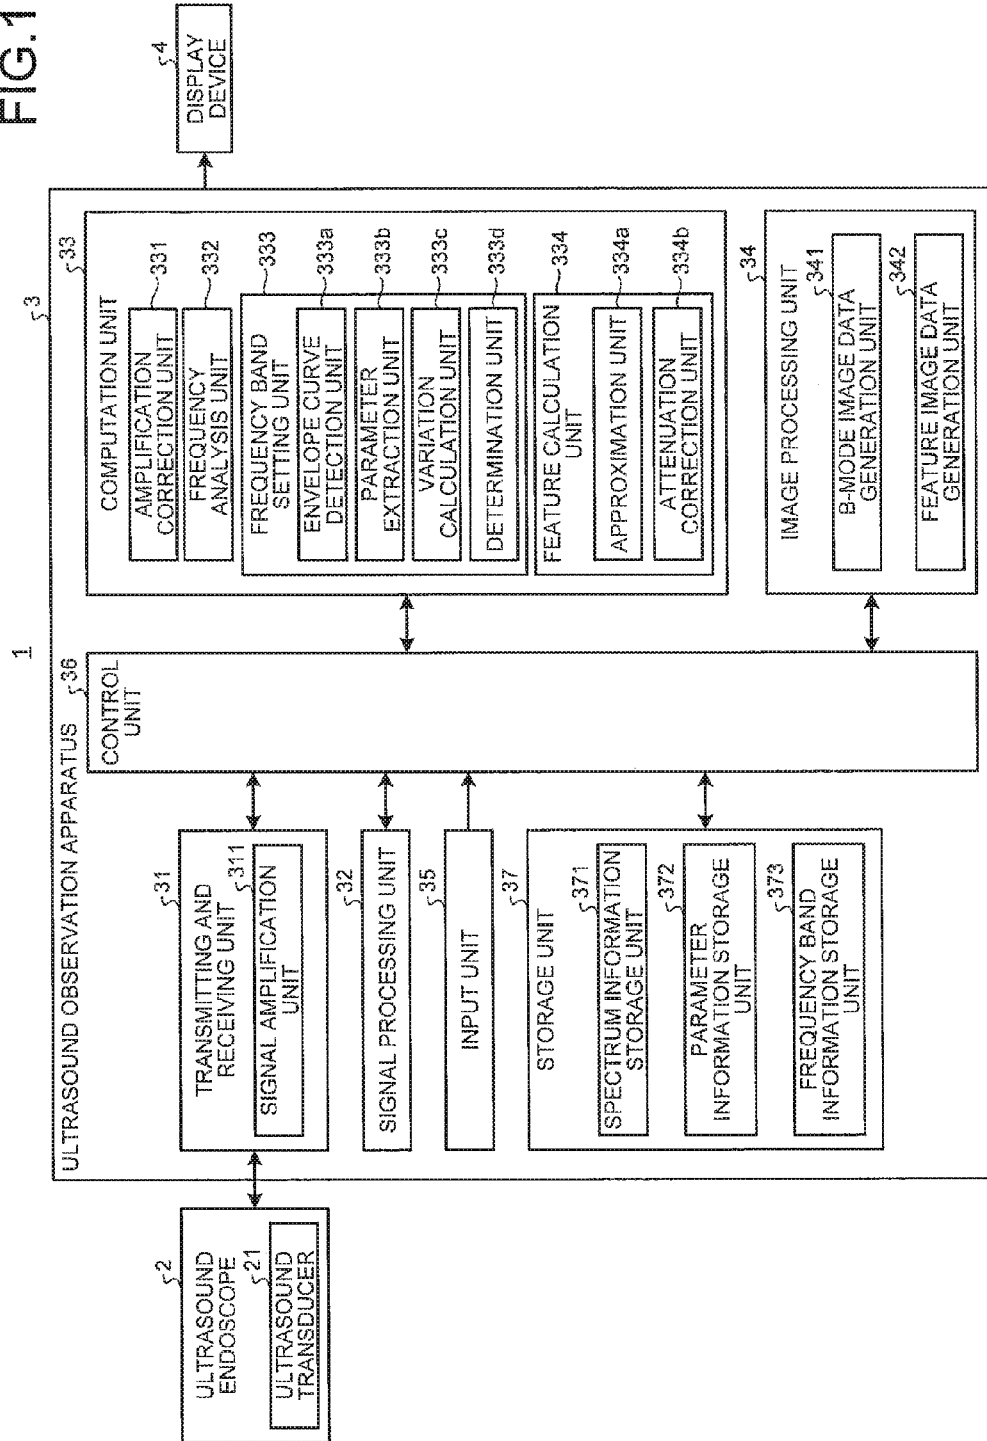 FIG.1
1
ULTRASOUND OBSERVATION APPARATUS
3
2
ULTRASOUND
ENDOSCOPE
21
ULTRASOUND
TRANSDUCER
31
TRANSMITTING AND
RECEIVING UNIT
311
SIGNAL AMPLIFICATION
UNIT
32
SIGNAL PROCESSING UNIT
35
INPUT UNIT
37
STORAGE UNIT
371
SPECTRUM INFORMATION
STORAGE UNIT
372
PARAMETER
INFORMATION STORAGE
UNIT
373
FREQUENCY BAND
INFORMATION STORAGE
UNIT
36
CONTROL
UNIT
33
COMPUTATION UNIT
331
AMPLIFICATION
CORRECTION UNIT
332
FREQUENCY
ANALYSIS UNIT
333
FREQUENCY BAND
SETTING UNIT
333a
ENVELOPE CURVE
DETECTION UNIT
333b
PARAMETER
EXTRACTION UNIT
333c
VARIATION
CALCULATION UNIT
333d
DETERMINATION UNIT
334
FEATURE CALCULATION
UNIT
334a
APPROXIMATION UNIT
334b
ATTENUATION
CORRECTION UNIT
34
IMAGE PROCESSING UNIT
341
B-MODE IMAGE DATA
GENERATION UNIT
342
FEATURE IMAGE DATA
GENERATION UNIT
4
DISPLAY
DEVICE